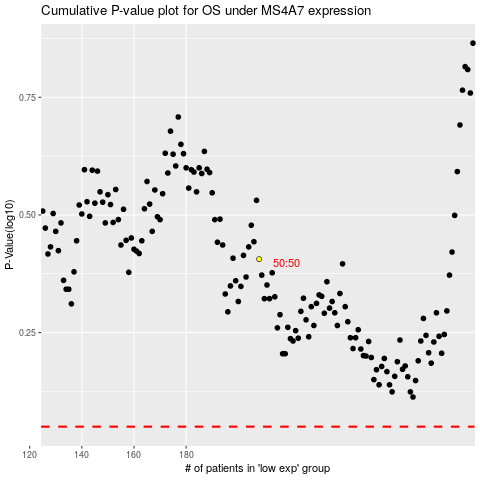 Cumulative P-value plot for OS under MS4A7 expression
P-Value(log10)
0.75
0.50
0.25
50:50
120 140 160 180
# of patients in 'low exp' group